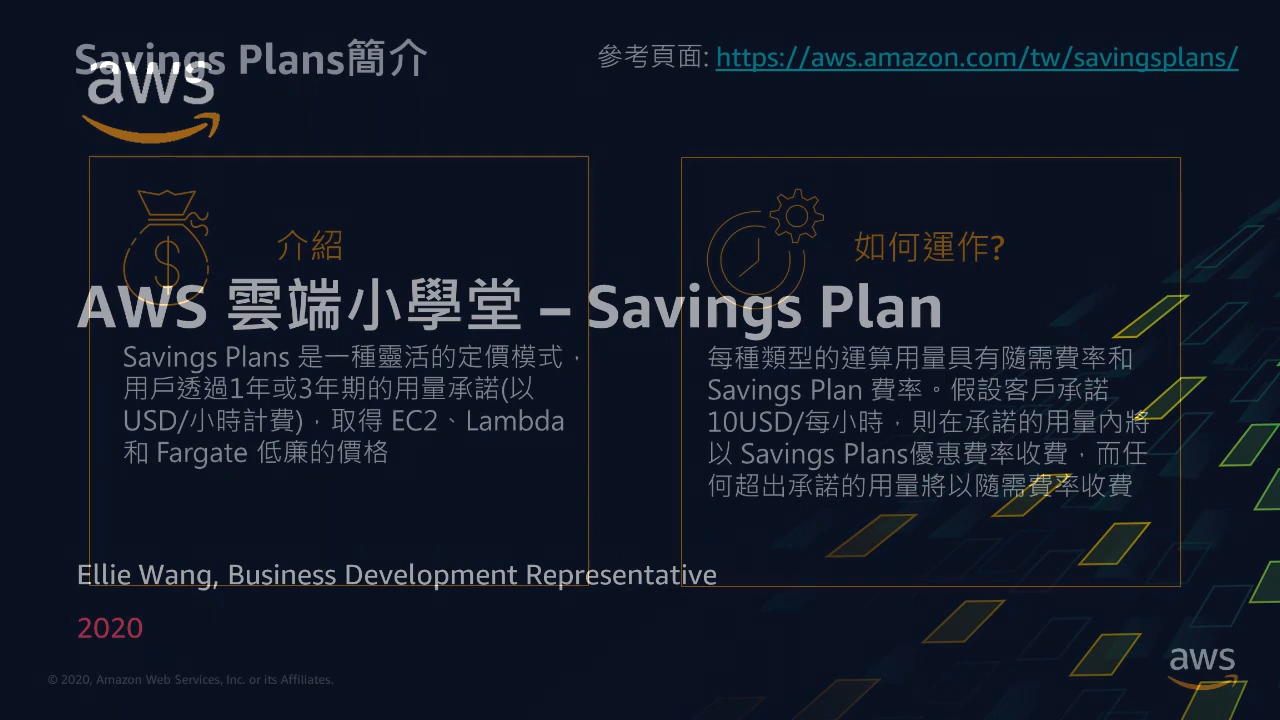 Savings Plans簡介
參考頁面: https://aws.amazon.com/tw/savingsplans/
aws
介紹
如何運作?
AWS 雲端小學堂 – Savings Plan
Savings Plans 是一種靈活的定價模式，
用戶透過1年或3年期的用量承諾(以
USD/小時計費)，取得 EC2、Lambda
和 Fargate 低廉的價格
每種類型的運算用量具有隨需費率和
Savings Plan 費率。假設客戶承諾
10USD/每小時，則在承諾的用量內將
以 Savings Plans優惠費率收費，而任
何超出承諾的用量將以隨需費率收費
Ellie Wang, Business Development Representative
2020
© 2020, Amazon Web Services, Inc. or its Affiliates.
aws